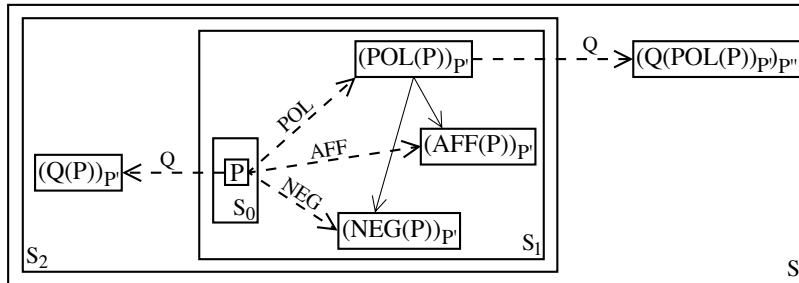 (POL(P))P'
Q
(Q(POL(P))P')P"
POL
AFF
(AFF(P))P'
(Q(P))P'
Q
P
NEG
S0
(NEG(P))P'
S1
S2
S